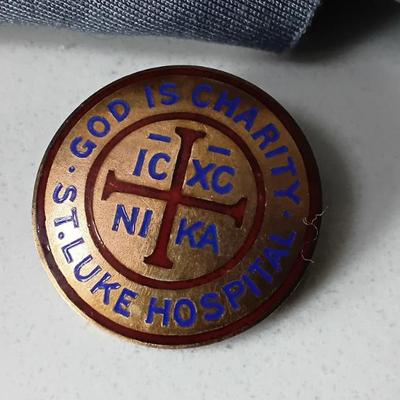 · GOD IS CHARITY ·
IC XC
NI KA
ST. LUKE HOSPITAL